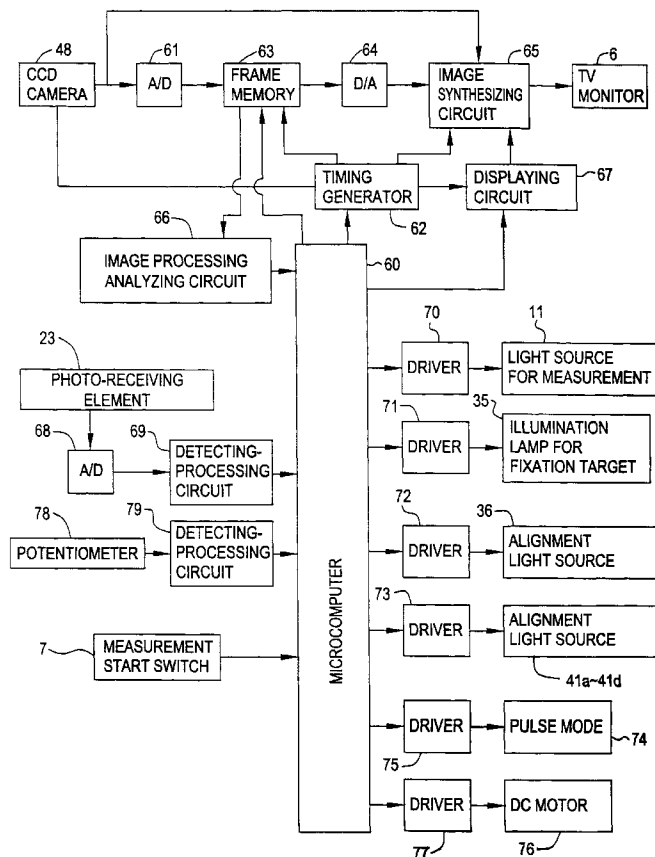 48
61
63
64
65
6
CCD
CAMERA
A/D
FRAME
MEMORY
D/A
IMAGE
SYNTHESIZING
CIRCUIT
TV
MONITOR
TIMING
GENERATOR
62
DISPLAYING
CIRCUIT
67
66
IMAGE PROCESSING
ANALYZING CIRCUIT
60
MICROCOMPUTER
23
PHOTO-RECEIVING
ELEMENT
68
A/D
69
DETECTING-
PROCESSING
CIRCUIT
78
POTENTIOMETER
79
DETECTING-
PROCESSING
CIRCUIT
7
MEASUREMENT
START SWITCH
70
DRIVER
11
LIGHT SOURCE
FOR MEASUREMENT
71
DRIVER
35
ILLUMINATION
LAMP FOR
FIXATION TARGET
72
DRIVER
36
ALIGNMENT
LIGHT SOURCE
73
DRIVER
ALIGNMENT
LIGHT SOURCE
41a~41d
DRIVER
75
PULSE MODE
74
DRIVER
77
DC MOTOR
76